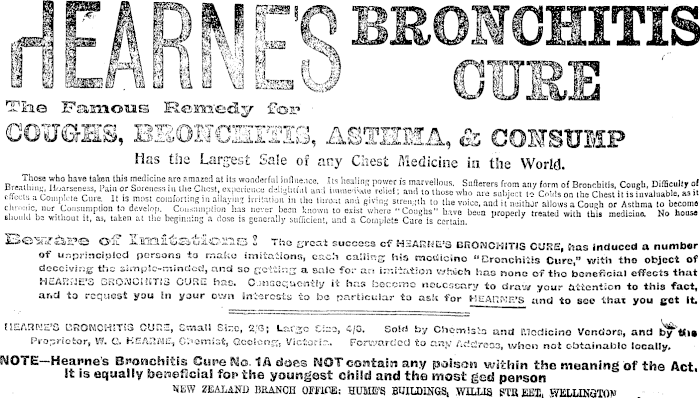 HEARNE'S BRONCHITIS
CURE
The Famous Remedy for
COUGHS, BRONCHITIS, ASTHMA, & CONSUMP
Has the Largest Sale of any Chest Medicine in the World.
Those who have taken this medicine are amazed at its wonderful influence. Its healing power is marvellous. Sufferers from any form of Bronchitis, Cough, Difficulty of
Breathing, Hoarseness, Pain or Soreness in the Chest, experience delightful and immediate relief; and to those who are subject to Colds on the Chest it is invaluable, as it
effects a Complete Cure. It is most comforting in allaying irritation in the throat and giving strength to the voice, and it neither allows a Cough or Asthma to become
chronic, nor Consumption to develop. Consumption has never been known to exist where "Coughs" have been properly treated with this medicine. No house
should be without it, as, taken at the beginning a dose is generally sufficient, and a Complete Cure is certain.
Beware of Imitations! The great success of HEARNE'S BRONCHITIS CURE, has induced a number
of unprincipled persons to make imitations, each calling his medicine "Bronchitis Cure," with the object of
deceiving the simple-minded, and so getting a sale for an imitation which has none of the beneficial effects that
HEARNE'S BRONCHITIS CURE has. Consequently it has become necessary to draw your attention to this fact,
and to request you in your own interests to be particular to ask for HEARNE'S and to see that you get it.
HEARNE'S BRONCHITIS CURE, Small Size, 2/6; Large Size, 4/6. Sold by Chemists and Medicine Vendors, and by the
Proprietor, W. G. HEARNE, Chemist, Geelong, Victoria. Forwarded to any Address, when not obtainable locally.
NOTE—Hearne's Bronchitis Cure No. 1A does NOT contain any poison within the meaning of the Act.
It is equally beneficial for the youngest child and the most ged person
NEW ZEALAND BRANCH OFFICE: HUME'S BUILDINGS, WILLIS STREET, WELLINGTON